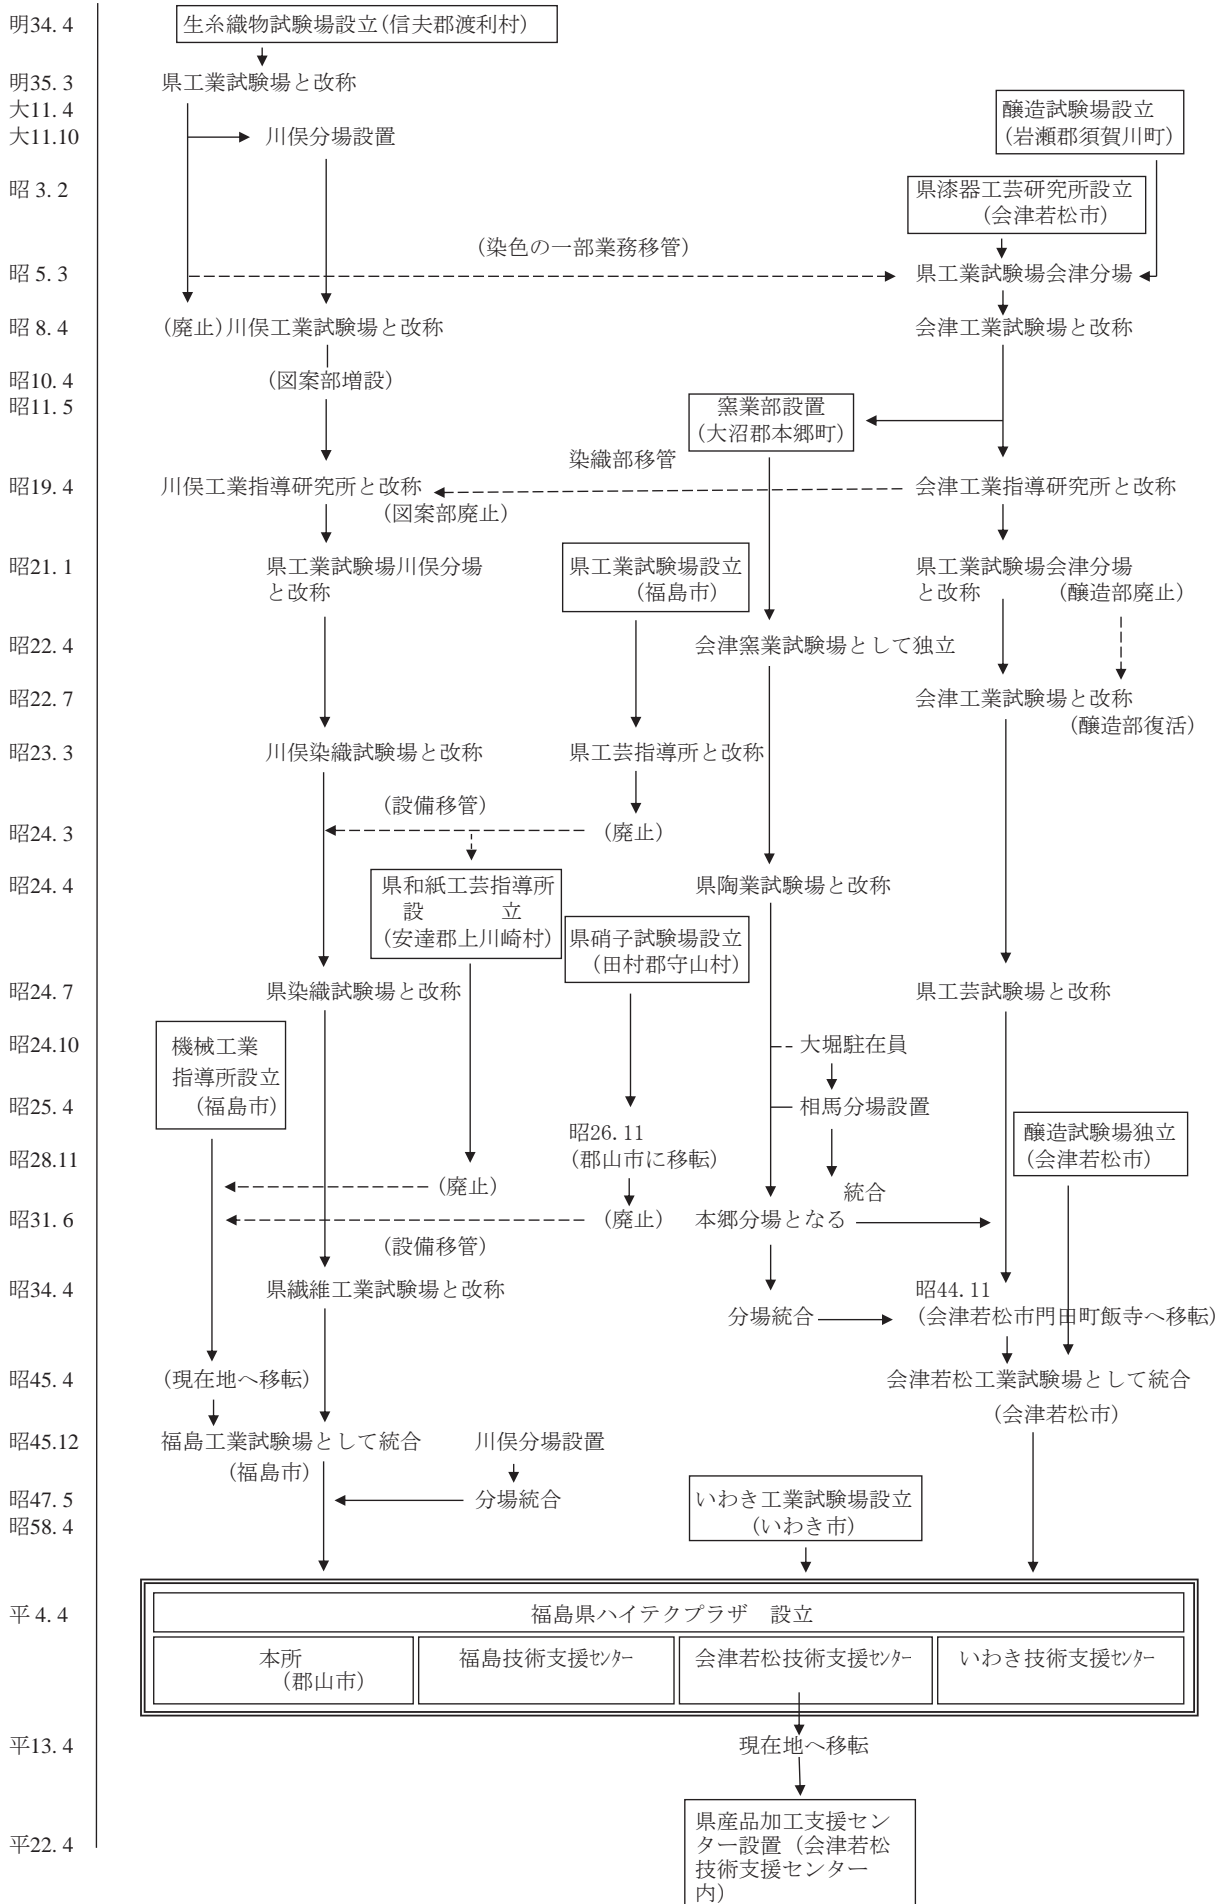 明34. 4
生糸織物試験場設立(信夫郡渡利村)
明35. 3
県工業試験場と改称
大11. 4
醸造試験場設立
(岩瀬郡須賀川町)
大11.10
川俣分場設置
昭 3. 2
県漆器工芸研究所設立
(会津若松市)
(染色の一部業務移管)
昭 5. 3
県工業試験場会津分場
昭 8. 4
(廃止)川俣工業試験場と改称
会津工業試験場と改称
昭10. 4
(図案部増設)
昭11. 5
窯業部設置
(大沼郡本郷町)
染織部移管
昭19. 4
川俣工業指導研究所と改称
会津工業指導研究所と改称
(図案部廃止)
昭21. 1
県工業試験場川俣分場
と改称
県工業試験場設立
(福島市)
県工業試験場会津分場
と改称
(醸造部廃止)
昭22. 4
会津窯業試験場として独立
昭22. 7
会津工業試験場と改称
(醸造部復活)
昭23. 3
川俣染織試験場と改称
県工芸指導所と改称
(設備移管)
昭24. 3
(廃止)
昭24. 4
県和紙工芸指導所
設 立
(安達郡上川崎村)
県陶業試験場と改称
県硝子試験場設立
(田村郡守山村)
昭24. 7
県染織試験場と改称
県工芸試験場と改称
昭24.10
機械工業
指導所設立
(福島市)
大堀駐在員
昭25. 4
相馬分場設置
昭26. 11
(郡山市に移転)
醸造試験場独立
(会津若松市)
昭28.11
(廃止)
統合
昭31. 6
(廃止)
本郷分場となる
(設備移管)
昭34. 4
県繊維工業試験場と改称
昭44. 11
(会津若松市門田町飯寺へ移転)
分場統合
昭45. 4
(現在地へ移転)
会津若松工業試験場として統合
(会津若松市)
昭45.12
福島工業試験場として統合
(福島市)
川俣分場設置
昭47. 5
分場統合
いわき工業試験場設立
(いわき市)
昭58. 4
平 4. 4
福島県ハイテクプラザ 設立
本所
(郡山市)
福島技術支援ｾﾝﾀｰ
会津若松技術支援ｾﾝﾀｰ
いわき技術支援ｾﾝﾀｰ
平13. 4
現在地へ移転
平22. 4
県産品加工支援セン
ター設置（会津若松
技術支援センター
内）